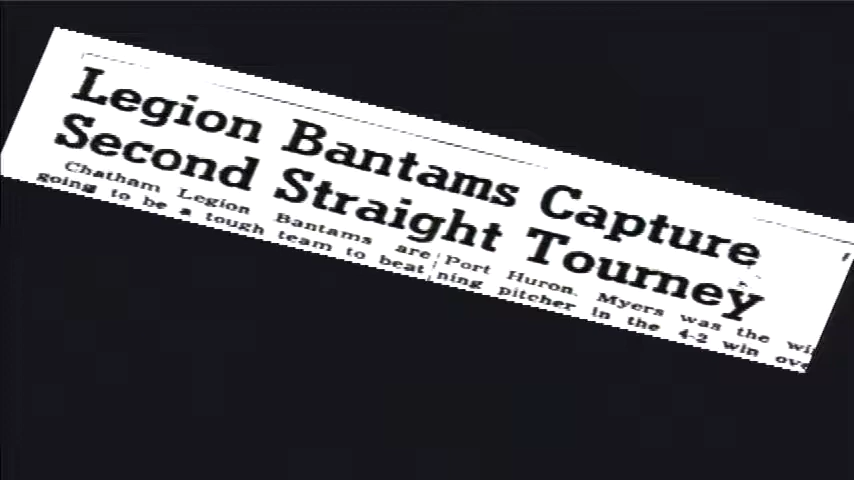 Legion Bantams Capture
Second Straight Tourney
Chatham Legion Bantams are
going to be a tough team to beat
Port Huron. Myers was the
ning pitcher in the 4-2 win